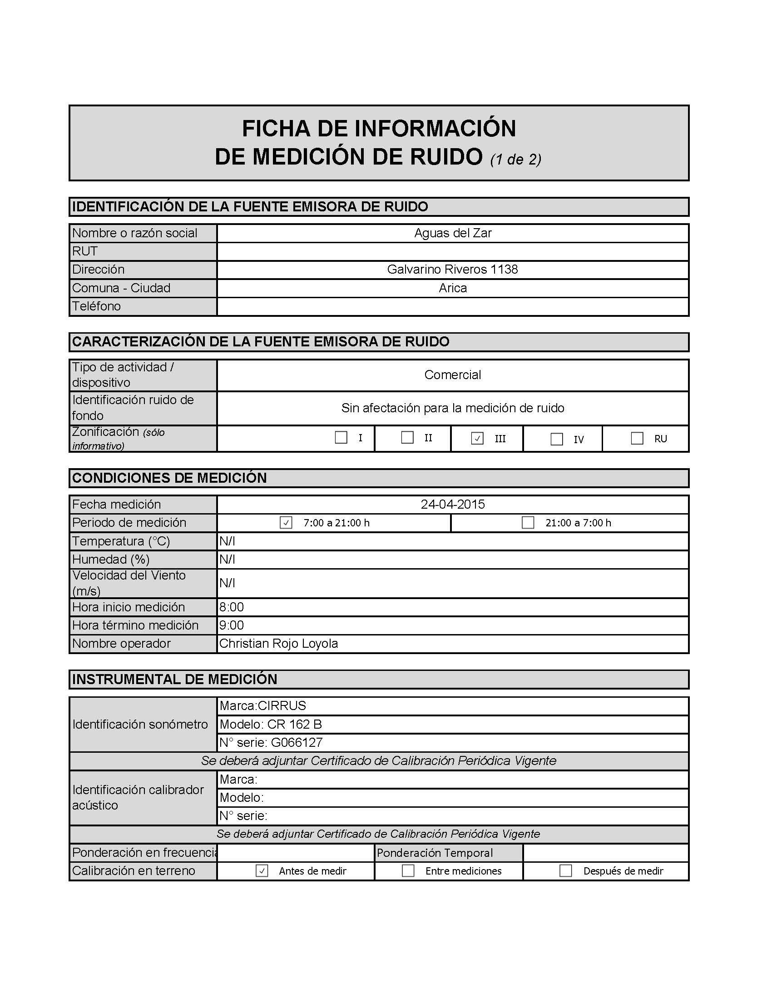 FICHA DE INFORMACIÓN
DE MEDICIÓN DE RUIDO (1 de 2)
IDENTIFICACIÓN DE LA FUENTE EMISORA DE RUIDO
Nombre o razón social Aguas del Zar
RUT
Dirección Galvarino Riveros 1138
Comuna - Ciudad Arica
Teléfono
CARACTERIZACIÓN DE LA FUENTE EMISORA DE RUIDO
Tipo de actividad /
dispositivo
Comercial
Identificación ruido de
fondo
Sin afectación para la medición de ruido
Zonificación (sólo
informativo)
I II III IV RU
CONDICIONES DE MEDICIÓN
Fecha medición 24-04-2015
Periodo de medición 7:00 a 21:00 h 21:00 a 7:00 h
Temperatura (°C) N/I
Humedad (%) N/I
Velocidad del Viento
(m/s)
N/I
Hora inicio medición 8:00
Hora término medición 9:00
Nombre operador Christian Rojo Loyola
INSTRUMENTAL DE MEDICIÓN
Identificación sonómetro
Marca:CIRRUS
Modelo: CR 162 B
N° serie: G066127
Se deberá adjuntar Certificado de Calibración Periódica Vigente
Identificación calibrador
acústico
Marca:
Modelo:
N° serie:
Se deberá adjuntar Certificado de Calibración Periódica Vigente
Ponderación en frecuencia Ponderación Temporal
Calibración en terreno Antes de medir Entre mediciones Después de medir